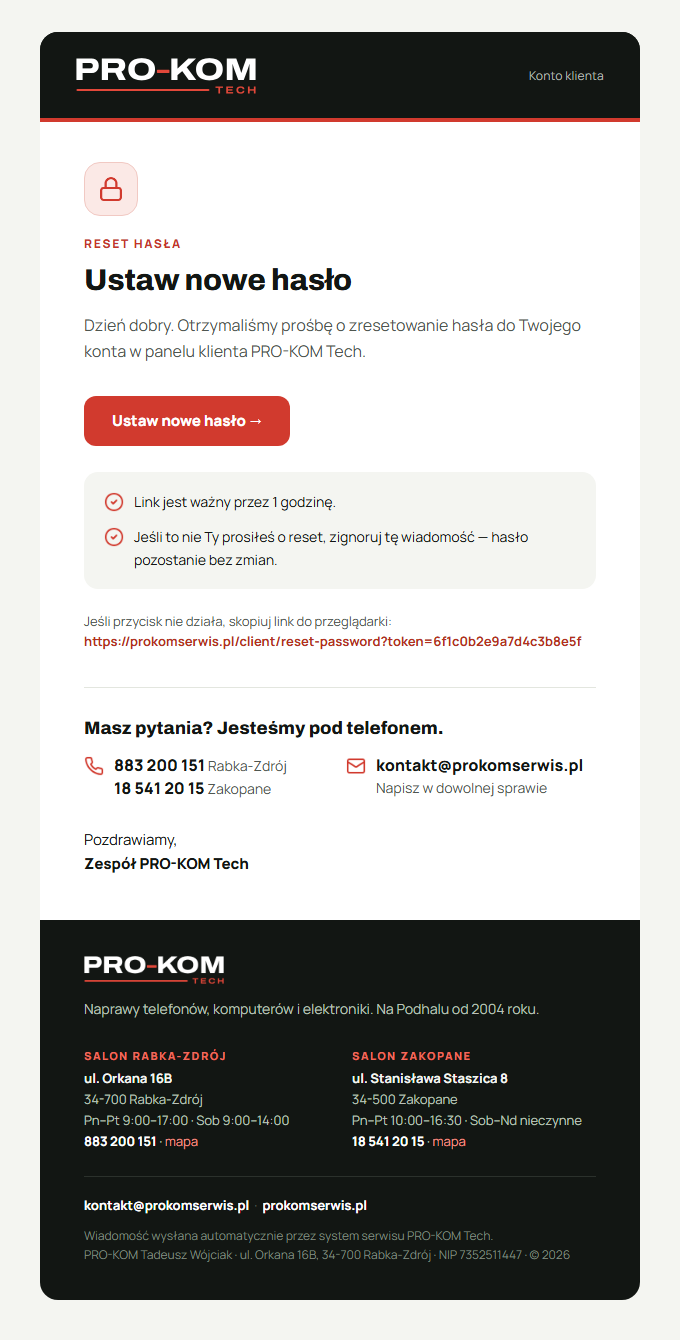 PRO-KOM
TECH
Konto klienta
RESET HASŁA
Ustaw nowe hasło
Dzień dobry. Otrzymaliśmy prośbę o zresetowanie hasła do Twojego
konta w panelu klienta PRO-KOM Tech.
Ustaw nowe hasło →
Link jest ważny przez 1 godzinę.
Jeśli to nie Ty prosiłeś o reset, zignoruj tę wiadomość — hasło
pozostanie bez zmian.
Jeśli przycisk nie działa, skopiuj link do przeglądarki:
https://prokomserwis.pl/client/reset-password?token=6f1c0b2e9a7d4c3b8e5f
Masz pytania? Jesteśmy pod telefonem.
883 200 151 Rabka-Zdrój
18 541 20 15 Zakopane
kontakt@prokomserwis.pl
Napisz w dowolnej sprawie
Pozdrawiamy,
Zespół PRO-KOM Tech
PRO-KOM
TECH
Naprawy telefonów, komputerów i elektroniki. Na Podhalu od 2004 roku.
SALON RABKA-ZDRÓJ
ul. Orkana 16B
34-700 Rabka-Zdrój
Pn–Pt 9:00–17:00 · Sob 9:00–14:00
883 200 151 · mapa
SALON ZAKOPANE
ul. Stanisława Staszica 8
34-500 Zakopane
Pn–Pt 10:00–16:30 · Sob–Nd nieczynne
18 541 20 15 · mapa
kontakt@prokomserwis.pl · prokomserwis.pl
Wiadomość wysłana automatycznie przez system serwisu PRO-KOM Tech.
PRO-KOM Tadeusz Wójciak · ul. Orkana 16B, 34-700 Rabka-Zdrój · NIP 7352511447 · © 2026